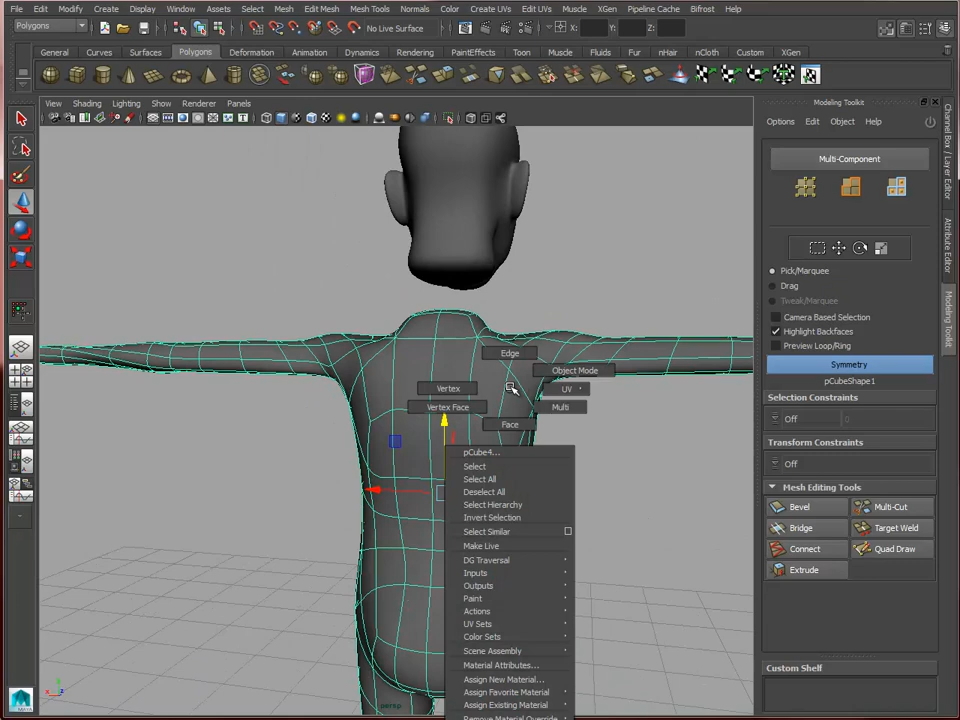 File Edit Modify Create Display Window Assets Select Mesh Edit Mesh Mesh Tools Normals Color Create UVs Edit UVs XGen Pipeline Cache Bifrost Help
Polygons No Live Surface X: Y: Z:
General Curves Surfaces Polygons Deformation Animation Dynamics Rendering PaintEffects Toon Muscle Fluids Fur nHair nCloth Custom XGen
View Shading Lighting Show Renderer Panels
Modeling Toolkit
Options Edit Object Help
Multi-Component
Pick/Marquee
Drag
Tweak/Marquee
Camera Based Selection
Highlight Backfaces
Preview Loop/Ring
Symmetry
pCubeShape1
Selection Constraints
Off 0
Transform Constraints
Off
Mesh Editing Tools
Bevel Multi-Cut
Bridge Target Weld
Connect Quad Draw
Extrude
Custom Shelf
Channel Box / Layer Editor
Attribute Editor
Modeling Toolkit
Edge
Object Mode
Vertex UV
Vertex Face Multi
Face
pCube4...
Select
Select All
Deselect All
Select Hierarchy
Invert Selection
Select Similar
Make Live
DG Traversal
Inputs
Outputs
Paint
Actions
UV Sets
Color Sets
Scene Assembly
Material Attributes...
Assign New Material...
Assign Favorite Material
Assign Existing Material
Remove Material Override
persp